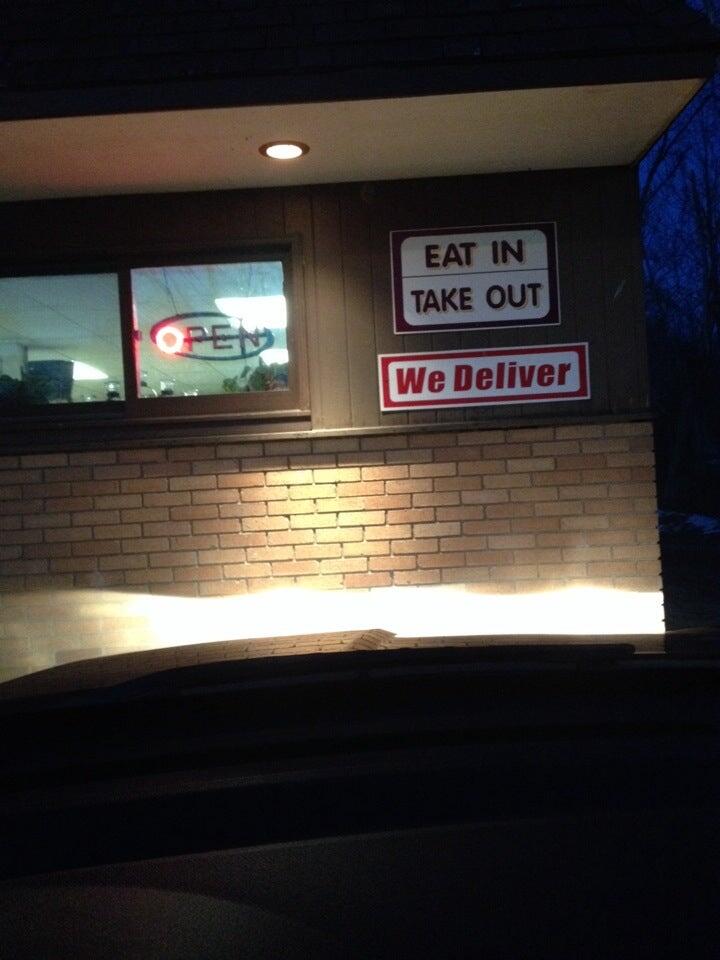 OPEN
EAT IN
TAKE OUT
We Deliver